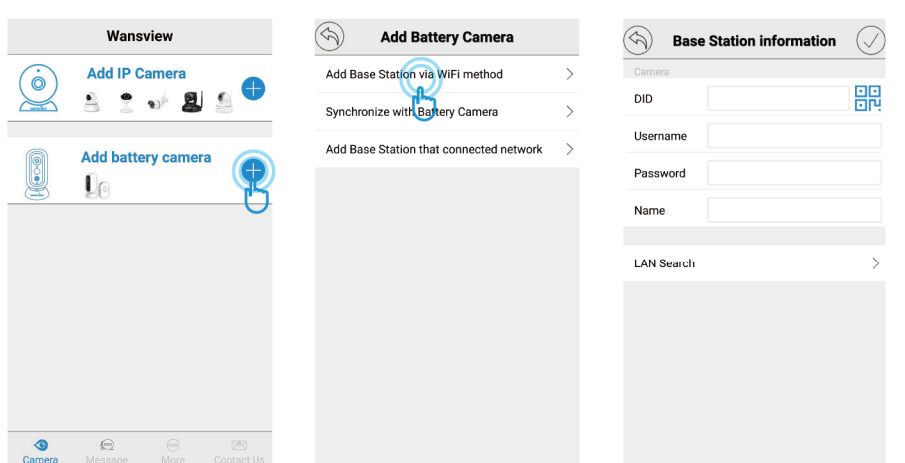 Wansview
Add IP Camera
Add battery camera
Camera
Message
More
Contact Us
Add Battery Camera
Add Base Station via WiFi method
Synchronize with Battery Camera
Add Base Station that connected network
Base Station information
Camera
DID
Username
Password
Name
LAN Search